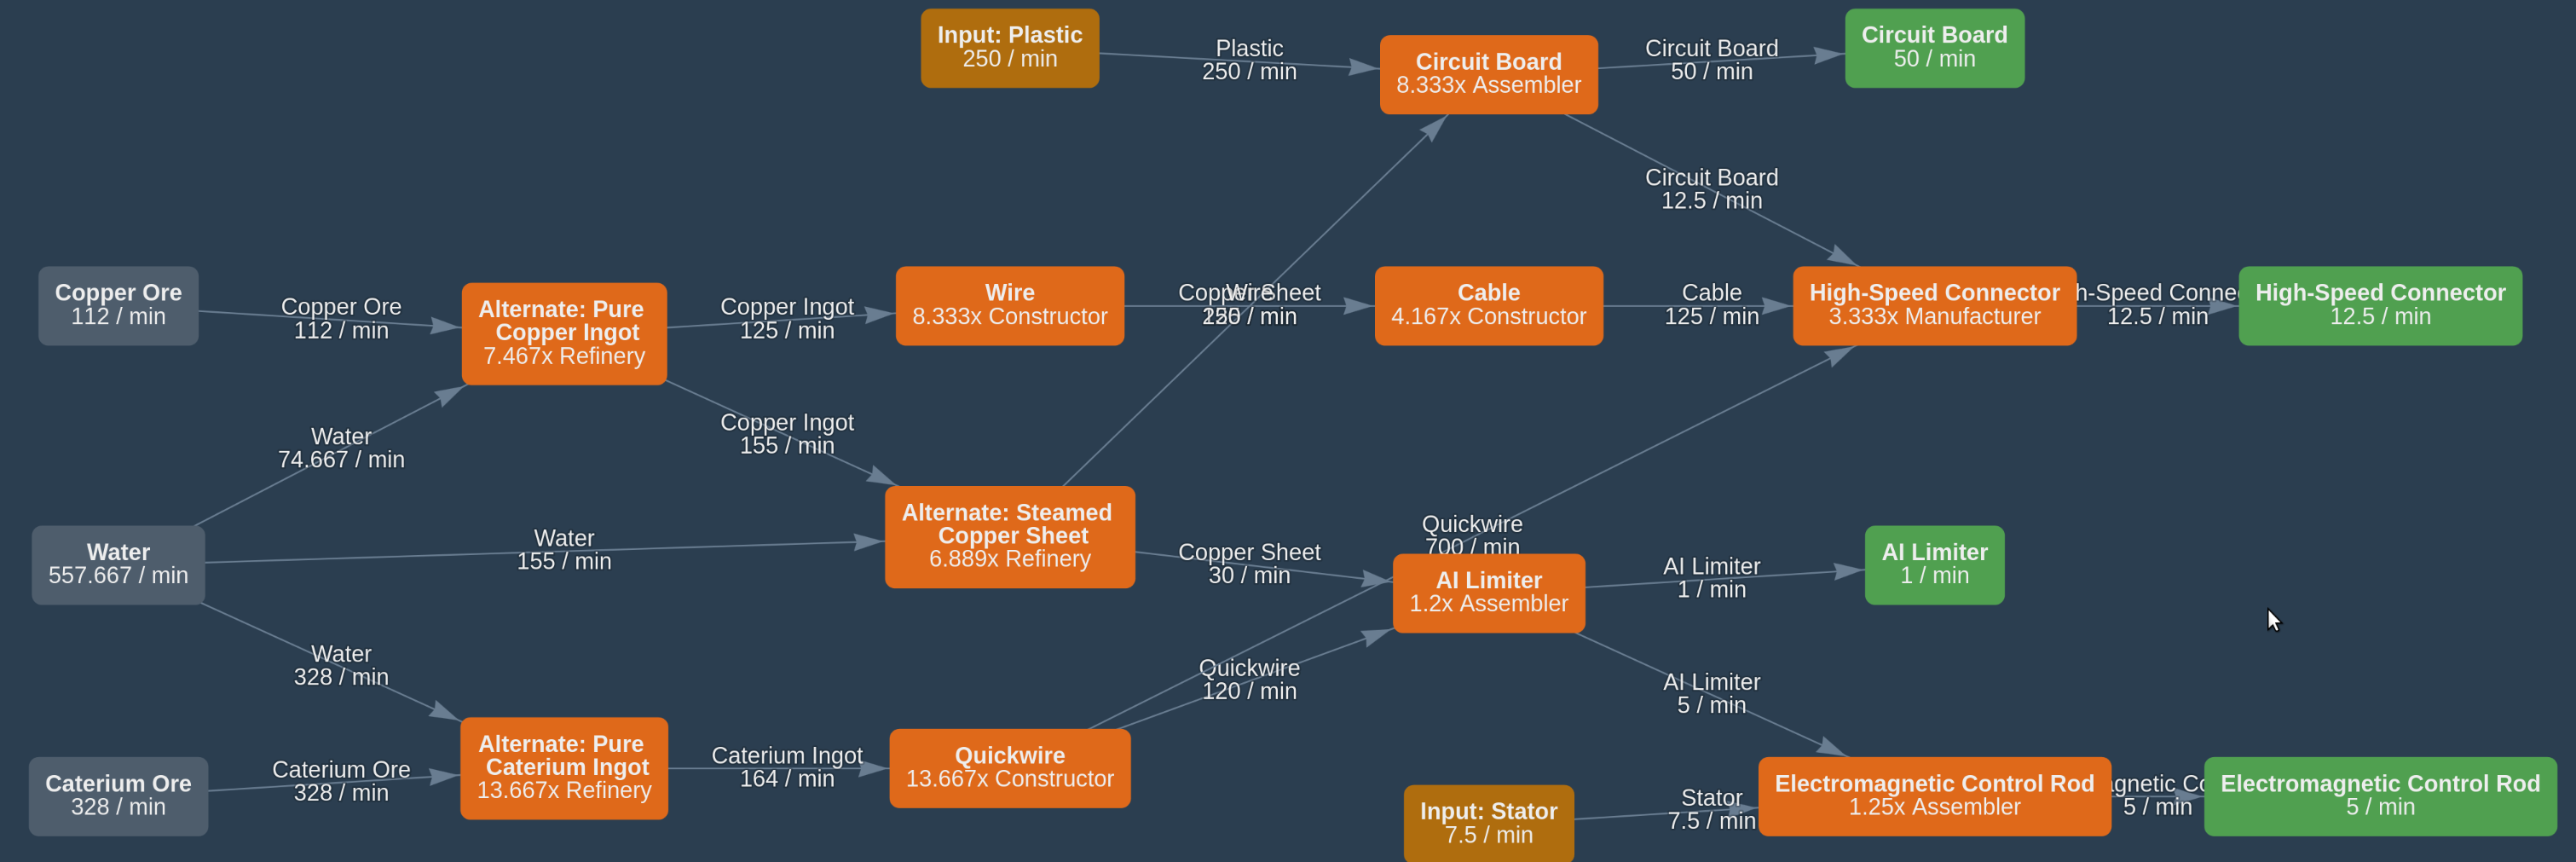 Input: Plastic
250 / min
Plastic
250 / min
Circuit Board
8.333x Assembler
Circuit Board
50 / min
Circuit Board
50 / min
Circuit Board
12.5 / min
Copper Ore
112 / min
Copper Ore
112 / min
Alternate: Pure
Copper Ingot
7.467x Refinery
Copper Ingot
125 / min
Wire
8.333x Constructor
Copper Sheet
Wire
250 / min
Cable
4.167x Constructor
Cable
125 / min
High-Speed Connector
3.333x Manufacturer
h-Speed Connec
12.5 / min
High-Speed Connector
12.5 / min
Water
74.667 / min
Copper Ingot
155 / min
Water
557.667 / min
Water
155 / min
Alternate: Steamed
Copper Sheet
6.889x Refinery
Copper Sheet
30 / min
Quickwire
700 / min
AI Limiter
1.2x Assembler
AI Limiter
1 / min
AI Limiter
1 / min
Water
328 / min
Quickwire
120 / min
AI Limiter
5 / min
Caterium Ore
328 / min
Caterium Ore
328 / min
Alternate: Pure
Caterium Ingot
13.667x Refinery
Caterium Ingot
164 / min
Quickwire
13.667x Constructor
Input: Stator
7.5 / min
Stator
7.5 / min
Electromagnetic Control Rod
1.25x Assembler
agnetic Co
5 / min
Electromagnetic Control Rod
5 / min